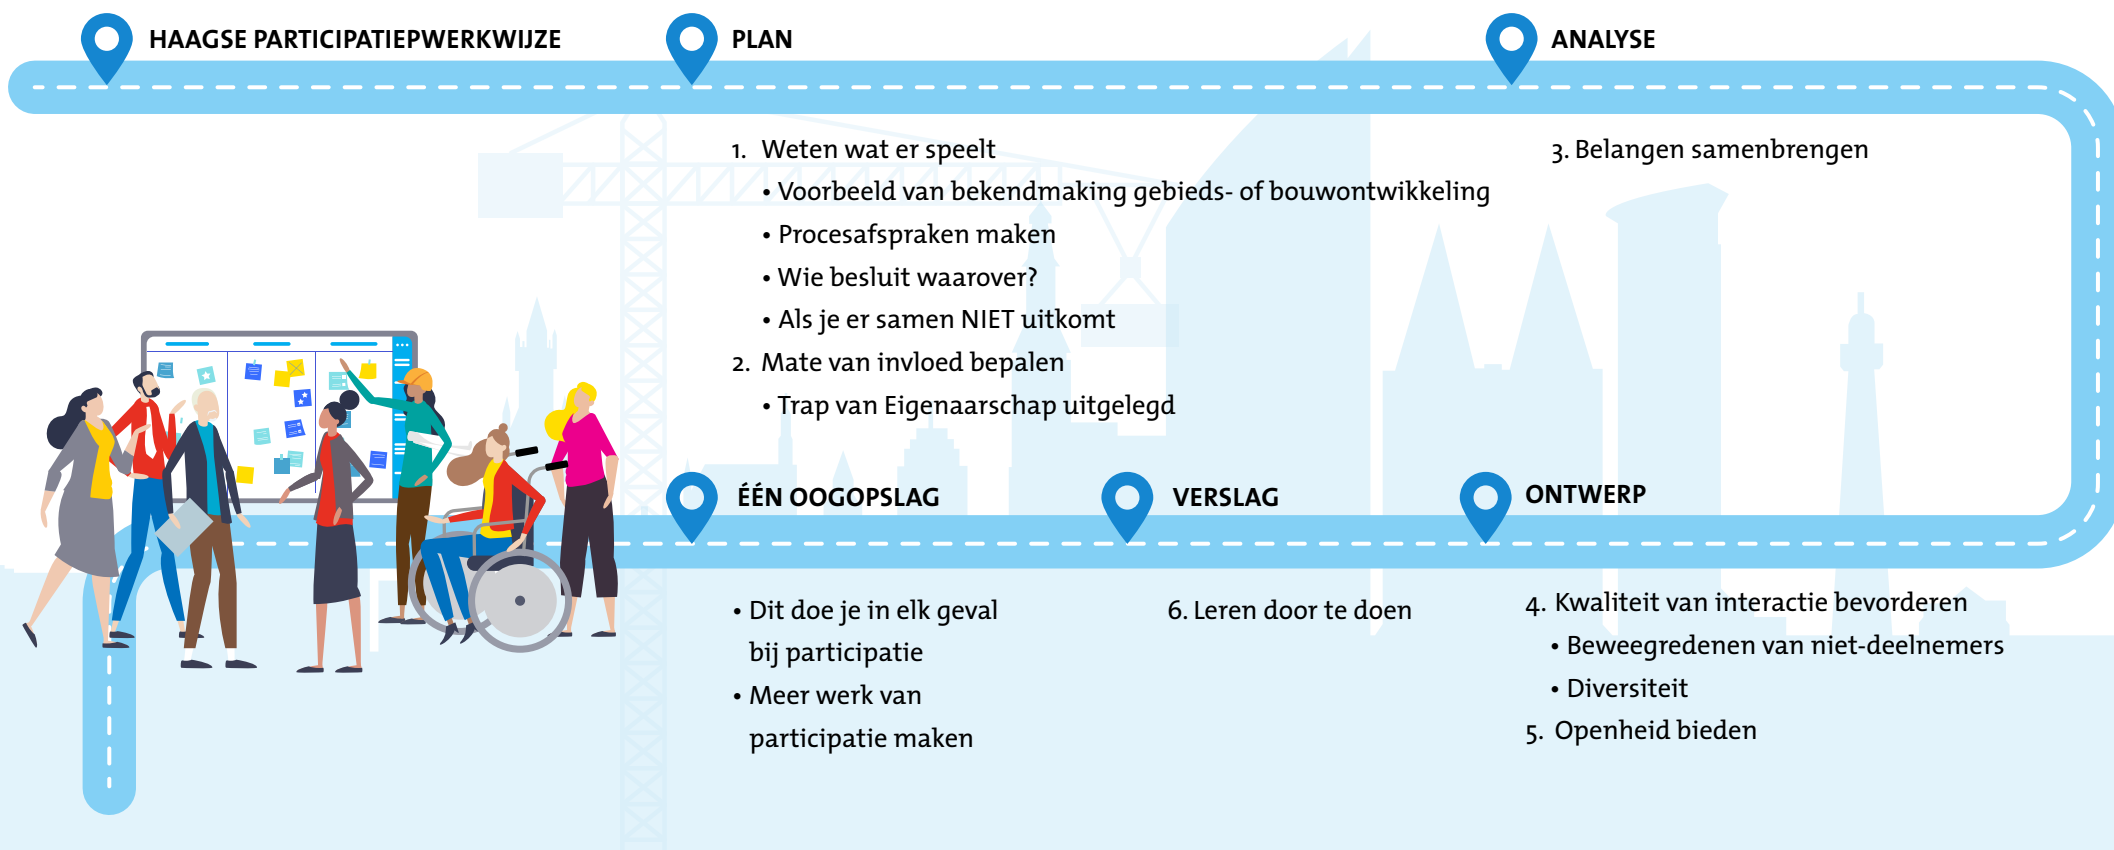 HAAGSE PARTICIPATIEPWERKWIJZE
PLAN
1. Weten wat er speelt
• Voorbeeld van bekendmaking gebieds- of bouwontwikkeling
• Procesafspraken maken
• Wie besluit waarover?
• Als je er samen NIET uitkomt
2. Mate van invloed bepalen
• Trap van Eigenaarschap uitgelegd
ANALYSE
3. Belangen samenbrengen
ONTWERP
4. Kwaliteit van interactie bevorderen
• Beweegredenen van niet-deelnemers
• Diversiteit
5. Openheid bieden
VERSLAG
6. Leren door te doen
ÉÉN OOGOPSLAG
• Dit doe je in elk geval
bij participatie
• Meer werk van
participatie maken